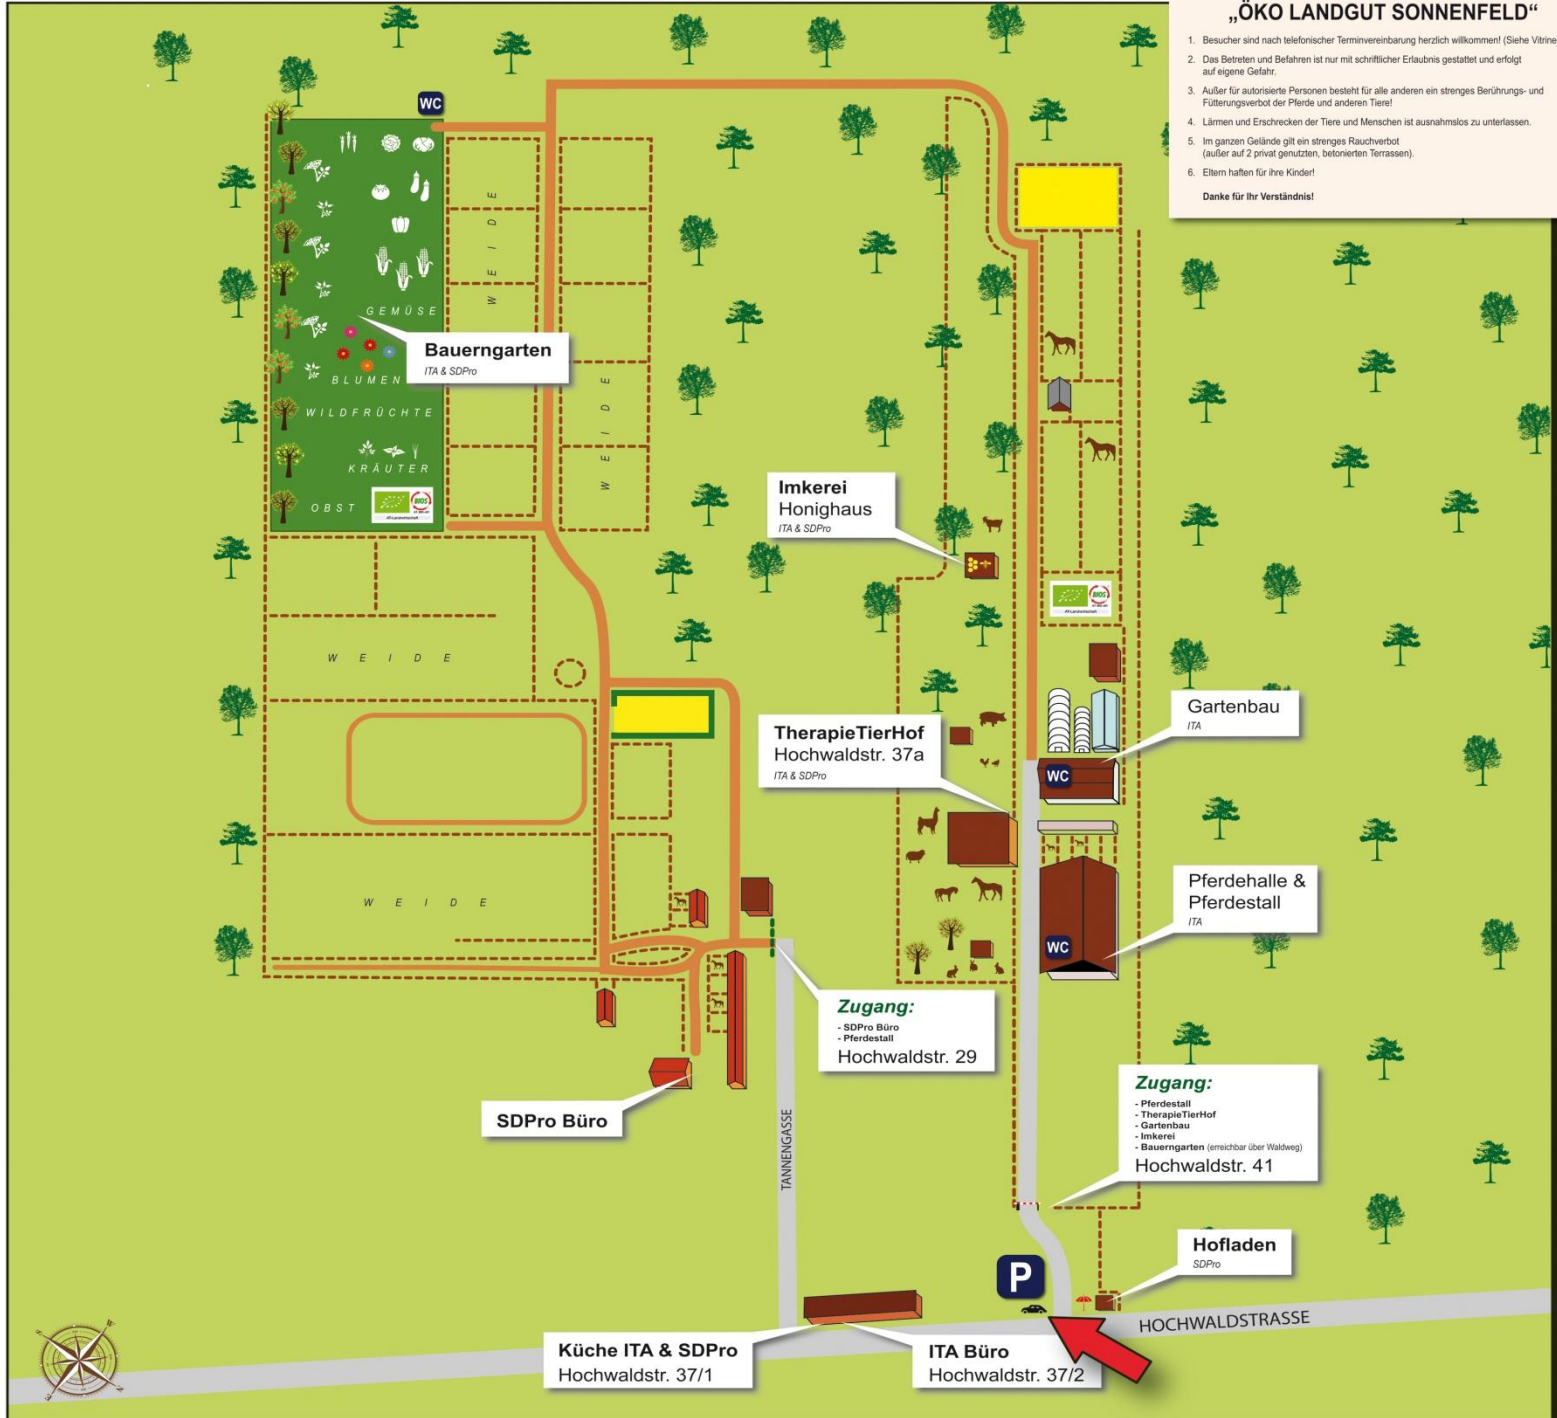 „ÖKO LANDGUT SONNENFELD“
1. Besucher sind nach telefonischer Terminvereinbarung herzlich willkommen! (Siehe Vitrine
2. Das Betreten und Befahren ist nur mit schriftlicher Erlaubnis gestattet und erfolgt
auf eigene Gefahr.
3. Außer für autorisierte Personen besteht für alle anderen ein strenges Berührungs- und
Fütterungsverbot der Pferde und anderen Tiere!
4. Lärmen und Erschrecken der Tiere und Menschen ist ausnahmslos zu unterlassen.
5. Im ganzen Gelände gilt ein strenges Rauchverbot
(außer auf 2 privat genutzten, betonierten Terrassen).
6. Eltern haften für ihre Kinder!
Danke für Ihr Verständnis!
WC
WEIDE
GEMÜSE
Bauerngarten
ITA & SDPro
BLUMEN
WILDFRÜCHTE
WEIDE
KRÄUTER
OBST
BIOS
AT-Landwirtschaft
Imkerei
Honighaus
ITA & SDPro
BIOS
AT-Landwirtschaft
WEIDE
Gartenbau
ITA
TherapieTierHof
Hochwaldstr. 37a
ITA & SDPro
WC
Pferdehalle &
Pferdestall
ITA
WEIDE
WC
Zugang:
- SDPro Büro
- Pferdestall
Hochwaldstr. 29
Zugang:
- Pferdestall
- TherapieTierHof
- Gartenbau
- Imkerei
- Bauerngarten (erreichbar über Waldweg)
Hochwaldstr. 41
SDPro Büro
TANNENGASSE
Hofladen
SDPro
P
HOCHWALDSTRASSE
Küche ITA & SDPro
Hochwaldstr. 37/1
ITA Büro
Hochwaldstr. 37/2